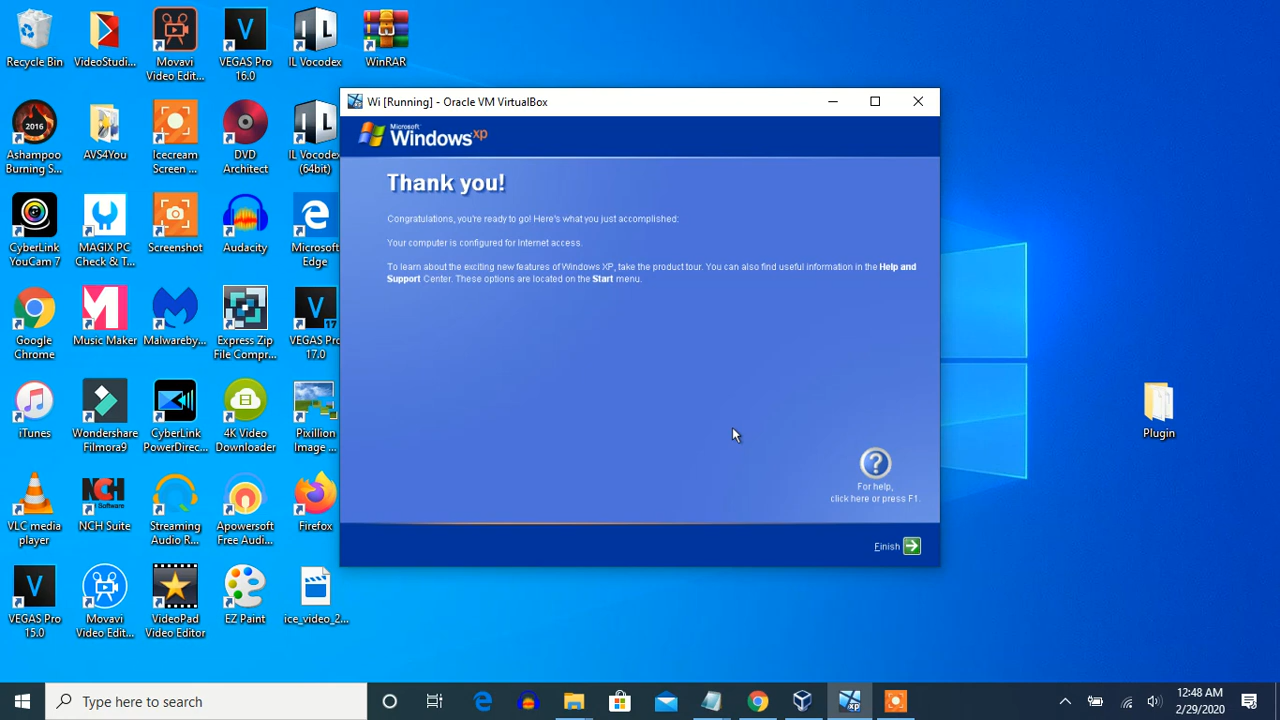 Recycle Bin
VideoStudi...
Movavi
Video Edit...
VEGAS Pro
16.0
IL Vocodex
WinRAR
2016
Ashampoo
Burning S...
AVS4You
Icecream
Screen ...
DVD
Architect
IL Vocodex
(64bit)
CyberLink
YouCam 7
MAGIX PC
Check & T...
Screenshot
Audacity
Microsoft
Edge
Google
Chrome
Music Maker
Malwareby...
Express Zip
File Compr...
V
17
VEGAS Pro
17.0
iTunes
Wondershare
Filmora9
CyberLink
PowerDirec...
4K Video
Downloader
Pixillion
Image ...
VLC media
player
NCH
Software
NCH Suite
Streaming
Audio R...
Apowersoft
Free Audi...
Firefox
V
VEGAS Pro
15.0
Movavi
Video Edit...
VideoPad
Video Editor
EZ Paint
ice_video_2...
Wi [Running] - Oracle VM VirtualBox
Microsoft
Windows xp
Thank you!
Congratulations, you're ready to go! Here's what you just accomplished:
Your computer is configured for Internet access.
To learn about the exciting new features of Windows XP, take the product tour. You can also find useful information in the Help and
Support Center. These options are located on the Start menu.
For help,
click here or press F1.
Finish
Plugin
Type here to search
xp
12:48 AM
2/29/2020